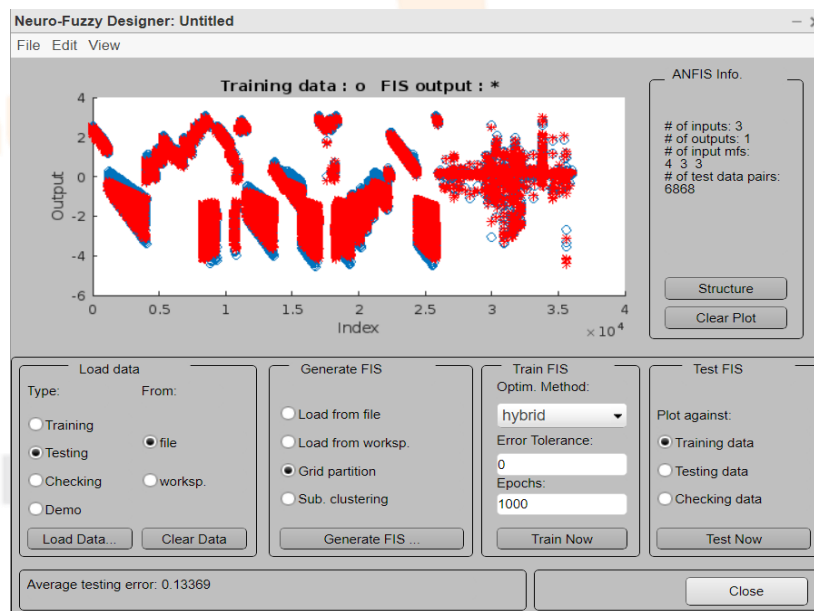 Neuro-Fuzzy Designer: Untitled
File Edit View
Training data : o FIS output : *
4
2
0
-2
-4
-6
Output
0 0.5 1 1.5 2 2.5 3 3.5 4
Index
× 10⁴
ANFIS Info.
# of inputs: 3
# of outputs: 1
# of input mfs:
4 3 3
# of test data pairs:
6868
Structure
Clear Plot
Load data
Type: From:
Training
Testing
Checking
Demo
file
worksp.
Load Data... Clear Data
Generate FIS
Load from file
Load from worksp.
Grid partition
Sub. clustering
Generate FIS ...
Train FIS
Optim. Method:
hybrid
Error Tolerance:
0
Epochs:
1000
Train Now
Test FIS
Plot against:
Training data
Testing data
Checking data
Test Now
Average testing error: 0.13369
Close